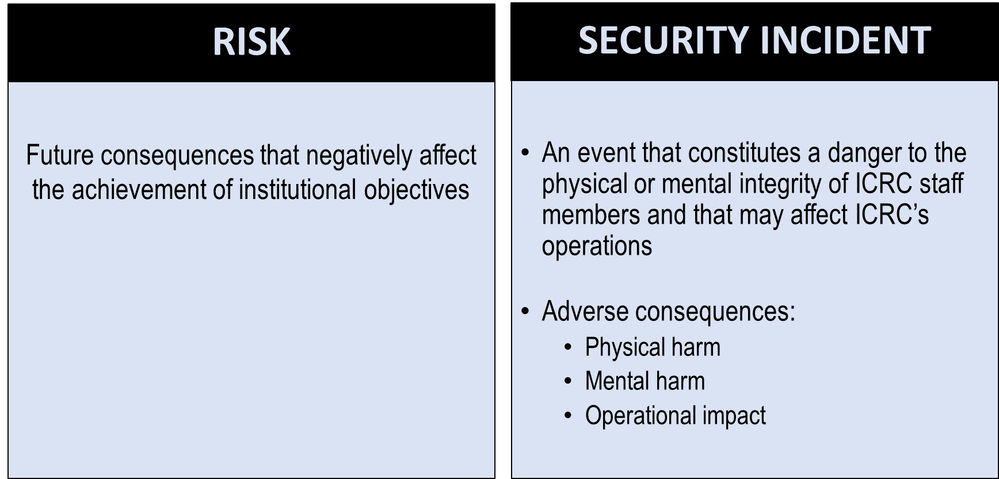 RISK
Future consequences that negatively affect
the achievement of institutional objectives
SECURITY INCIDENT
• An event that constitutes a danger to the
physical or mental integrity of ICRC staff
members and that may affect ICRC’s
operations
• Adverse consequences:
• Physical harm
• Mental harm
• Operational impact